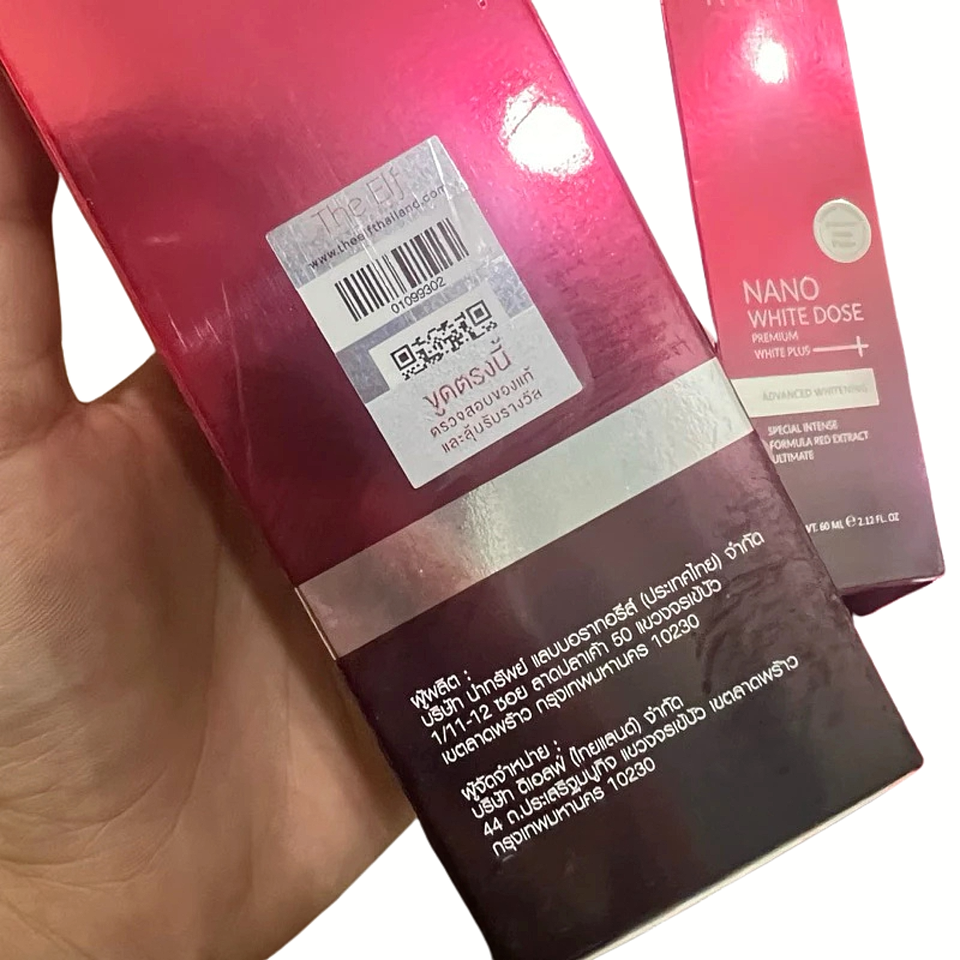 The Elf
www.theelfthailand.com
01099302
ขูดตรงนี้
ตรวจสอบของแท้
และลุ้นรับรางวัล
ผู้ผลิต :
บริษัท ปาทรัพย์ แลบบอราทอรีส์ (ประเทศไทย) จำกัด
1/11-12 ซอย ลาดปลาเค้า 50 แขวงจรเข้บัว
เขตลาดพร้าว กรุงเทพมหานคร 10230
ผู้จัดจำหน่าย :
บริษัท ดิเอลฟ์ (ไทยแลนด์) จำกัด
44 ถ.ประเสริฐมนูกิจ แขวงจรเข้บัว เขตลาดพร้าว
กรุงเทพมหานคร 10230
NANO
WHITE DOSE
PREMIUM
WHITE PLUS
ADVANCED WHITENING
SPECIAL INTENSE
FORMULA RED EXTRACT
ULTIMATE
60 ML e 2.12 FL. OZ